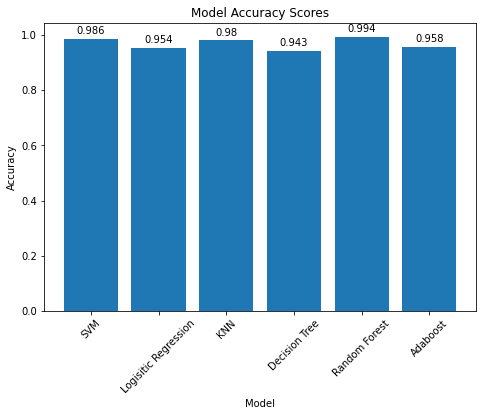 Model Accuracy Scores
0.986
0.954
0.98
0.943
0.994
0.958
1.0
0.8
0.6
0.4
0.2
0.0
Accuracy
SVM
Logisitic Regression
KNN
Decision Tree
Random Forest
Adaboost
Model